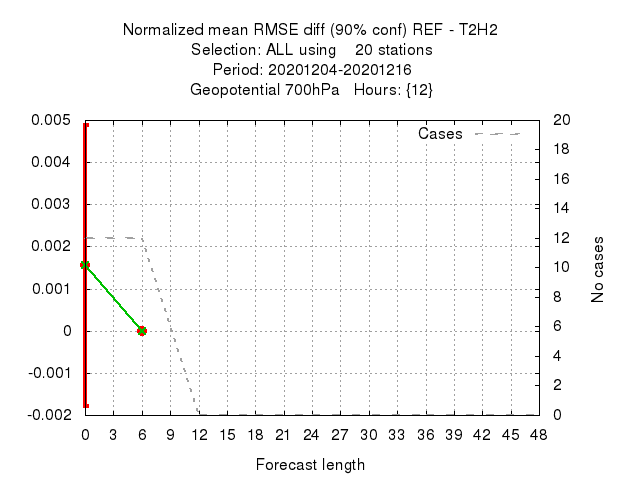 Normalized mean RMSE diff (90% conf) REF - T2H2
Selection: ALL using    20 stations
Period: 20201204-20201216
Geopotential 700hPa   Hours: {12}
Cases
0.005
0.004
0.003
0.002
0.001
0
-0.001
-0.002
20
18
16
14
12
10
8
6
4
2
0
No cases
0 3 6 9 12 15 18 21 24 27 30 33 36 39 42 45 48
Forecast length